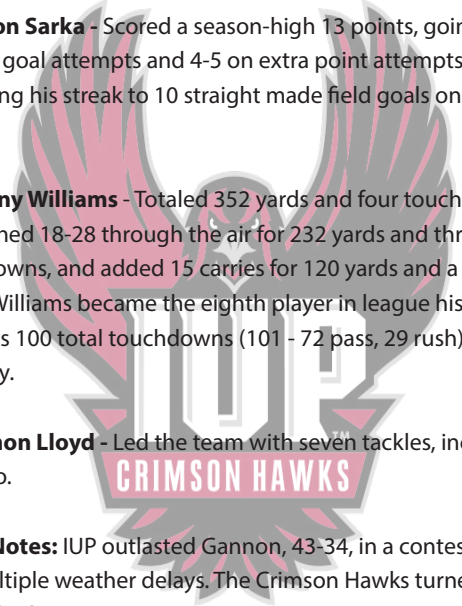 on Sarka - Scored a season-high 13 points, goin
goal attempts and 4-5 on extra point attempts
ng his streak to 10 straight made field goals on
ny Williams - Totaled 352 yards and four touch
ned 18-28 through the air for 232 yards and thr
owns, and added 15 carries for 120 yards and a
Williams became the eighth player in league his
s 100 total touchdowns (101 - 72 pass, 29 rush)
y.
IUP
TM
non Lloyd - Led the team with seven tackles, in
o.
CRIMSON HAWKS
Notes: IUP outlasted Gannon, 43-34, in a contes
ltiple weather delays. The Crimson Hawks turne